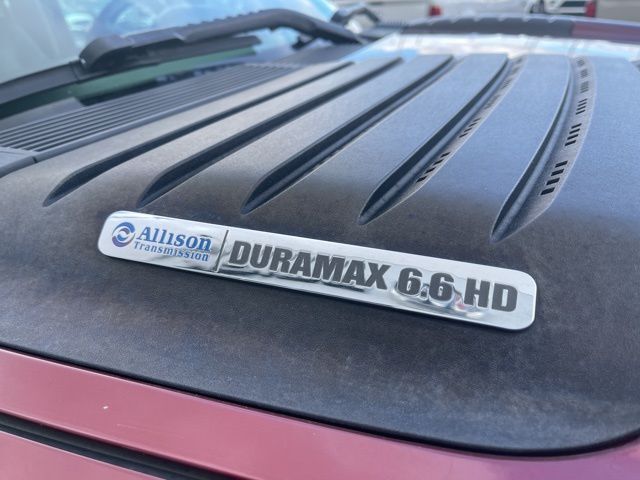 Allison
Transmission
DURAMAX 6.6 HD